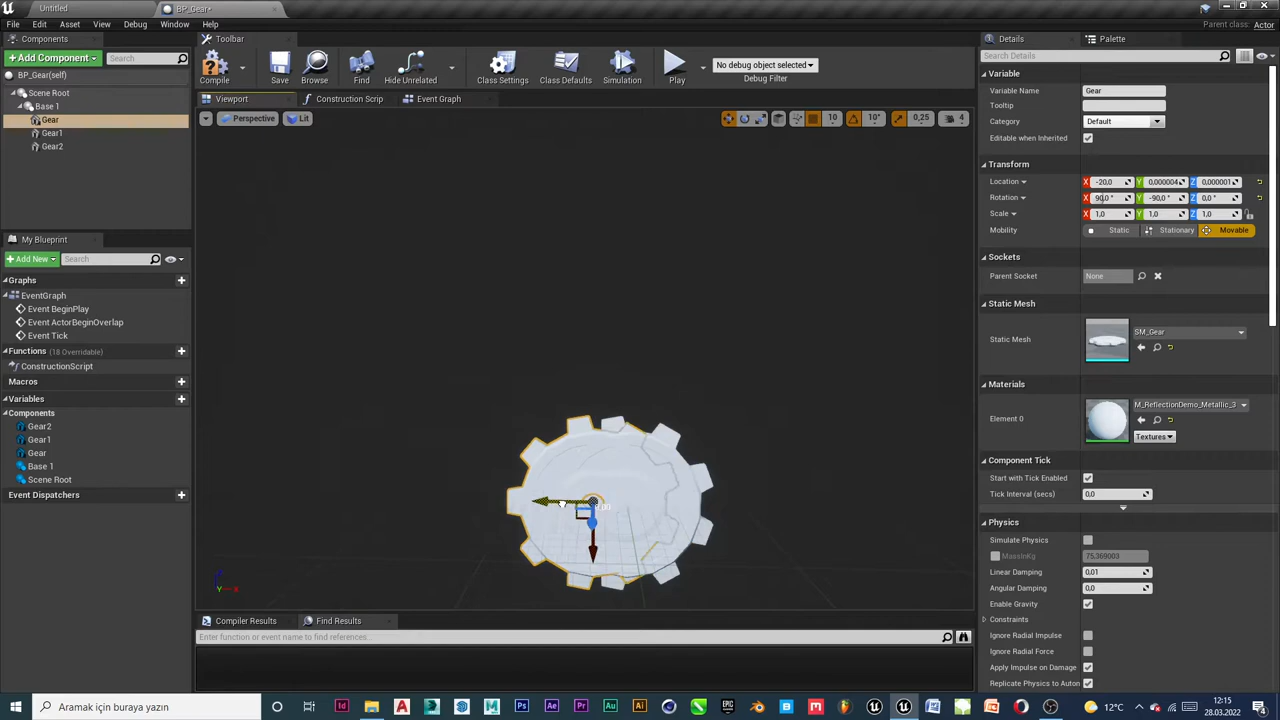 Untitled
BP_Gear*
File Edit Asset View Debug Window Help
Parent class: Actor
Components
Add Component
Search
BP_Gear(self)
Scene Root
Base 1
Gear
Gear1
Gear2
My Blueprint
Add New
Search
Graphs
EventGraph
Event BeginPlay
Event ActorBeginOverlap
Event Tick
Functions (18 Overridable)
ConstructionScript
Macros
Variables
Components
Gear2
Gear1
Gear
Base 1
Scene Root
Event Dispatchers
Toolbar
Compile
Save
Browse
Find
Hide Unrelated
Class Settings
Class Defaults
Simulation
Play
No debug object selected
Debug Filter
Viewport
Construction Scrip
Event Graph
Perspective
Lit
10
10°
0,25
4
Compiler Results
Find Results
Enter function or event name to find references...
Details
Palette
Search Details
Variable
Variable Name Gear
Tooltip
Category Default
Editable when Inherited
Transform
Location X -20,0 Y 0,000004 Z 0,000001
Rotation X 90,0 ° Y -90,0 ° Z 0,0 °
Scale X 1,0 Y 1,0 Z 1,0
Mobility Static Stationary Movable
Sockets
Parent Socket None
Static Mesh
Static Mesh SM_Gear
Materials
Element 0 M_ReflectionDemo_Metallic_3
Textures
Component Tick
Start with Tick Enabled
Tick Interval (secs) 0,0
Physics
Simulate Physics
MassInKg 75,369003
Linear Damping 0,01
Angular Damping 0,0
Enable Gravity
Constraints
Ignore Radial Impulse
Ignore Radial Force
Apply Impulse on Damage
Replicate Physics to Auton
Aramak için buraya yazın
12°C
12:15
28.03.2022